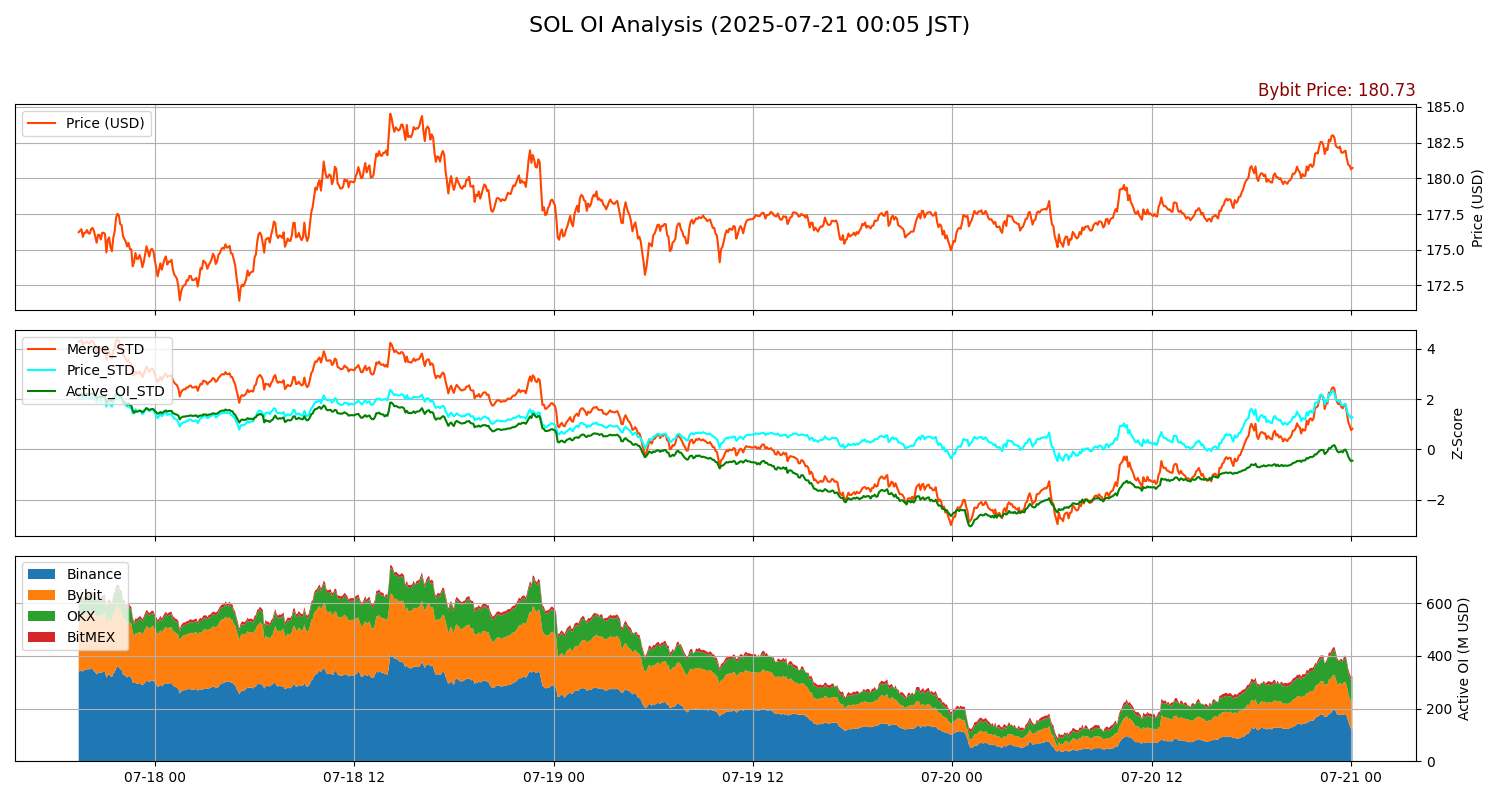 SOL OI Analysis (2025-07-21 00:05 JST)
Bybit Price: 180.73
Price (USD)
185.0
182.5
180.0
177.5
175.0
172.5
Price (USD)
Merge_STD
Price_STD
Active_OI_STD
4
2
0
−2
Z-Score
Binance
Bybit
OKX
BitMEX
600
400
200
0
Active OI (M USD)
07-18 00
07-18 12
07-19 00
07-19 12
07-20 00
07-20 12
07-21 00